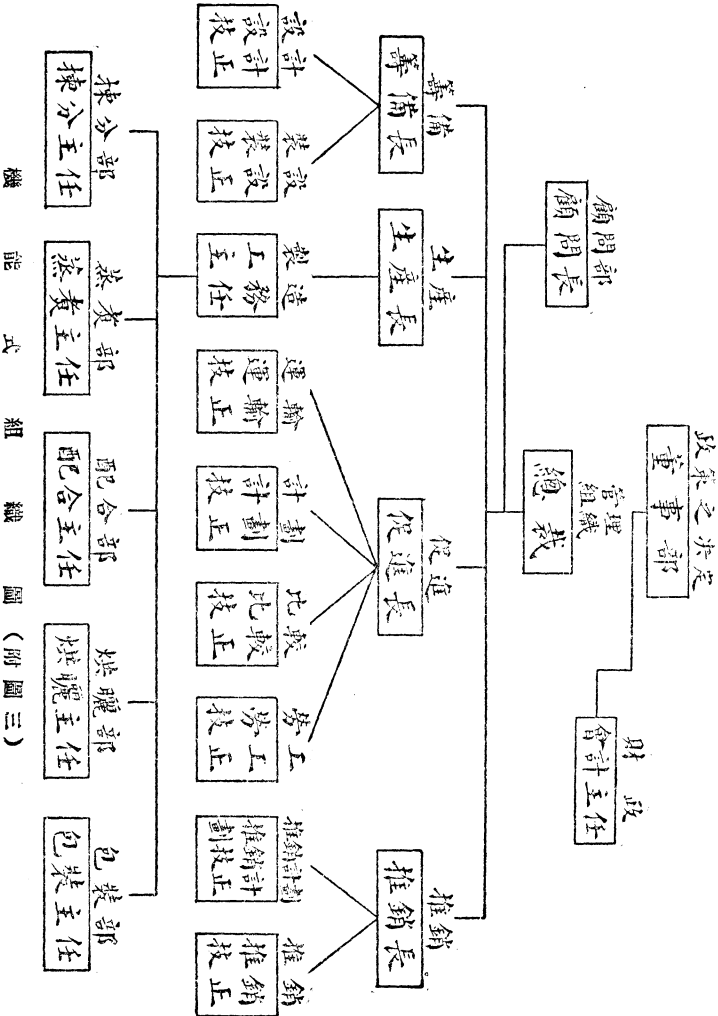 政策之決定
董事部
財政
會計主任
管理
組織
總裁
顧問部
顧問長
籌備
籌備長
生產
生產長
促進
促進長
推銷
推銷長
設計
設計
技正
裝設
裝設
技正
製造
工務
主任
運輸
運輸
技正
計劃
計劃
技正
比較
比較
技正
勞工
勞工
技正
推銷計劃
推銷計
劃技正
推銷
推銷
技正
揀分部
揀分主任
蒸煮部
蒸煮主任
配合部
配合主任
烘曬部
烘曬主任
包裝部
包裝主任
機能式組織圖(附圖三)